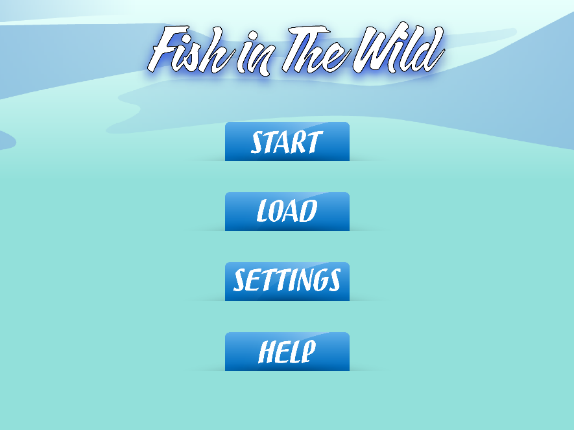 Fish in The Wild
START
LOAD
SETTINGS
HELP